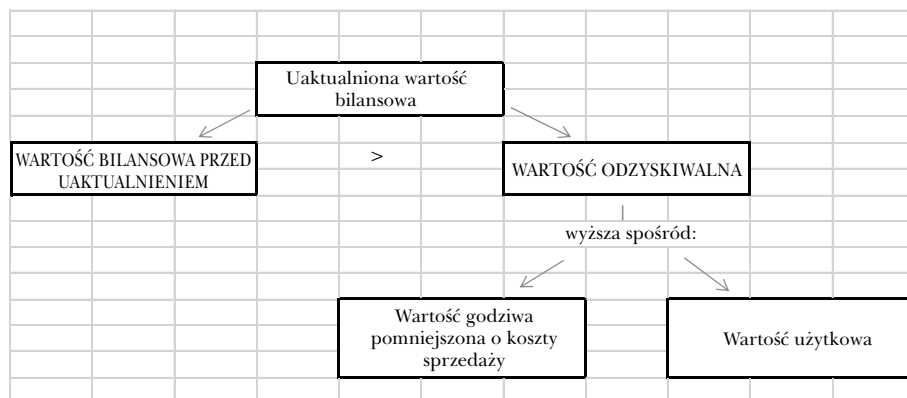 Uaktualniona wartość
bilansowa
WARTOŚĆ BILANSOWA PRZED
UAKTUALNIENIEM
>
WARTOŚĆ ODZYSKIWALNA
wyższa spośród:
Wartość godziwa
pomniejszona o koszty
sprzedaży
Wartość użytkowa